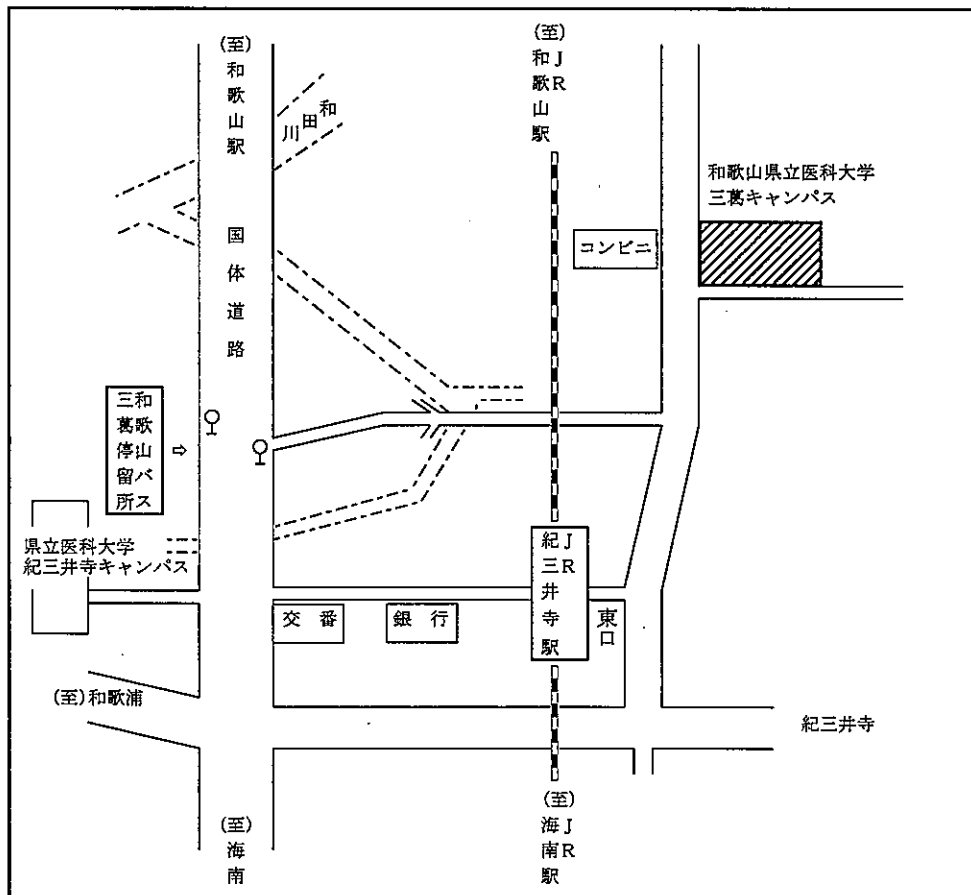 (至)和歌山駅
和田川
(至)JR和歌山駅
和歌山県立医科大学
三葛キャンパス
コンビニ
国体道路
和歌山バス
三葛停留所
⇨
県立医科大学
紀三井寺キャンパス
JR
紀三井寺駅
東口
交番
銀行
(至)和歌浦
紀三井寺
(至)海南
(至)JR海南駅